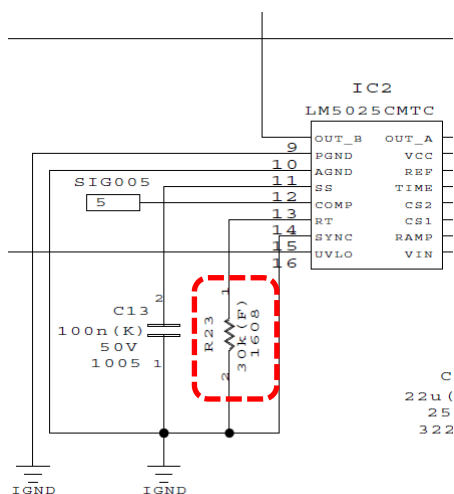 IC2
LM5025CMTC
OUT_B OUT_A
9 PGND VCC
10 AGND REF
11 SS TIME
12 COMP CS2
13 RT CS1
14 SYNC RAMP
15 UVLO VIN
16
SIG005
5
2
C13
100n(K)
50V
1005 1
1
R23
30k(F)
1608
2
C
22u(
25
322
IGND
IGND